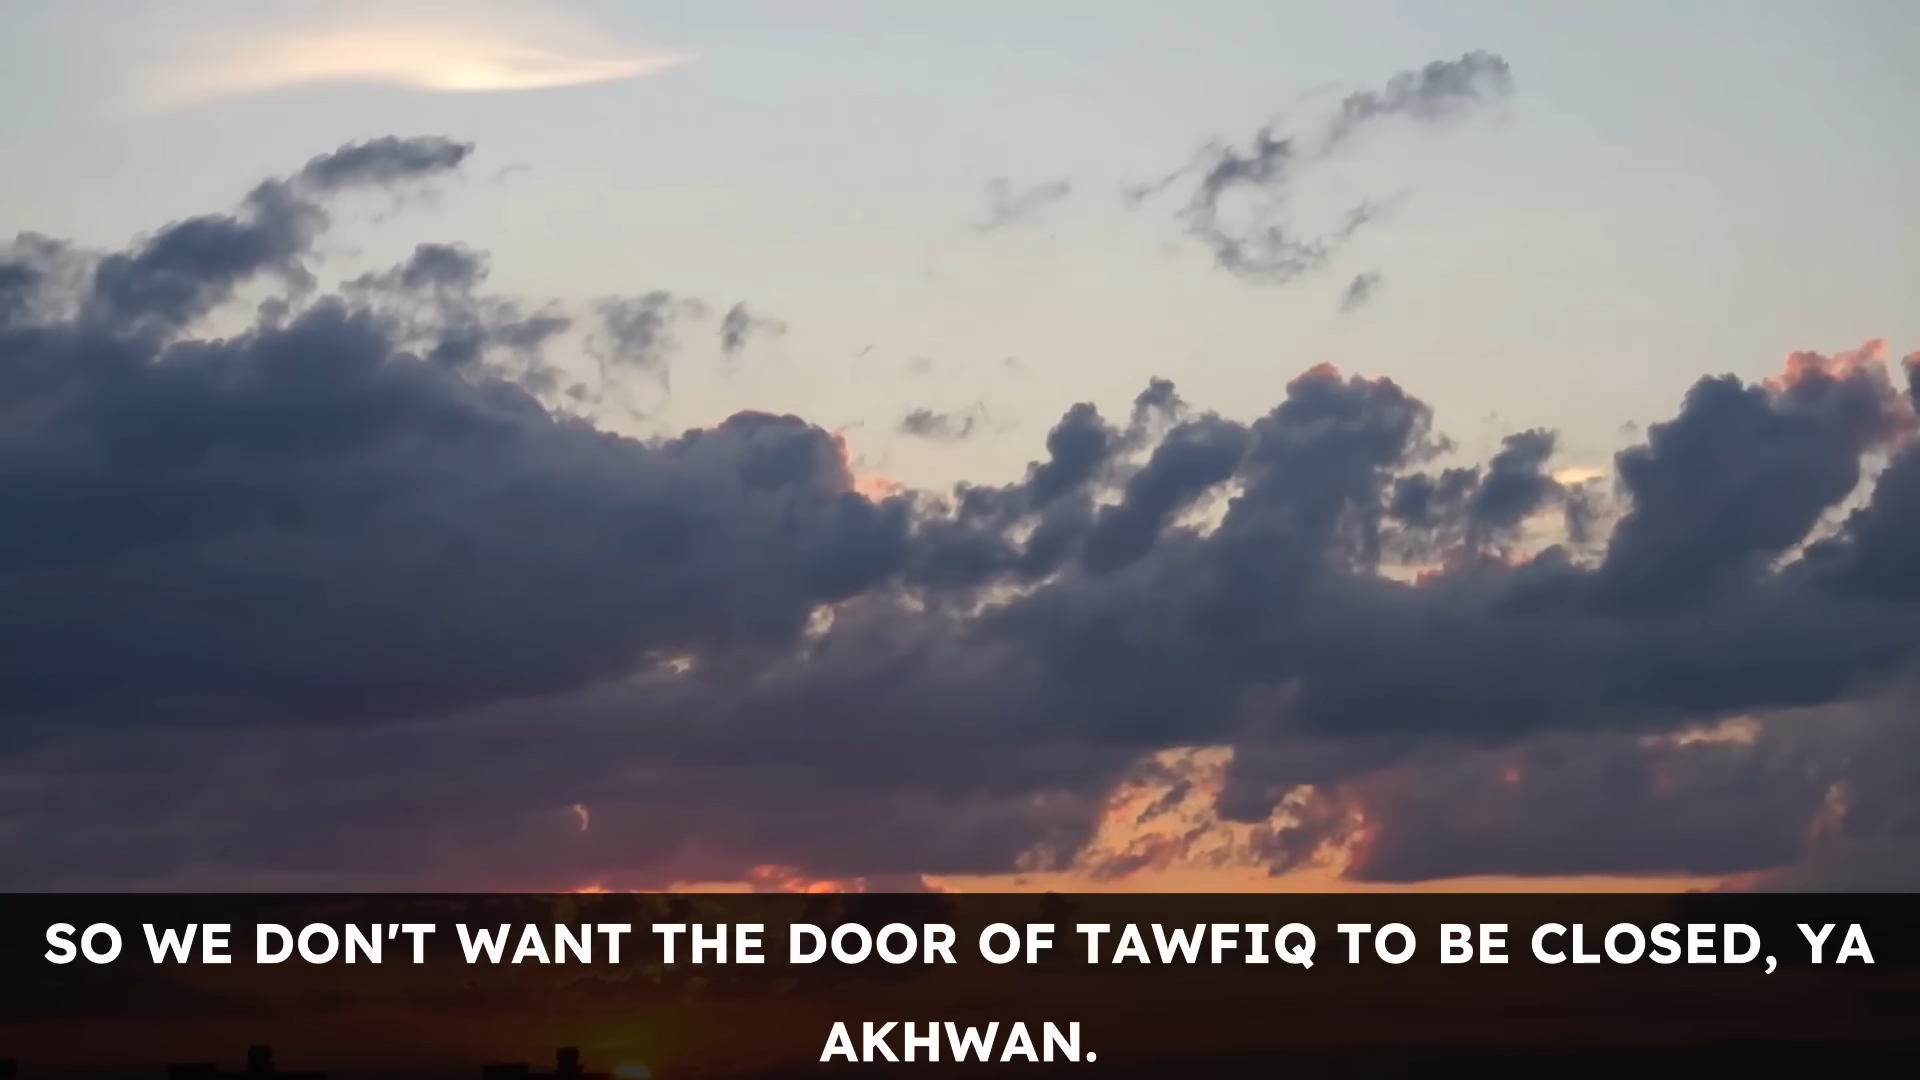 SO WE DON'T WANT THE DOOR OF TAWFIQ TO BE CLOSED, YA
AKHWAN.